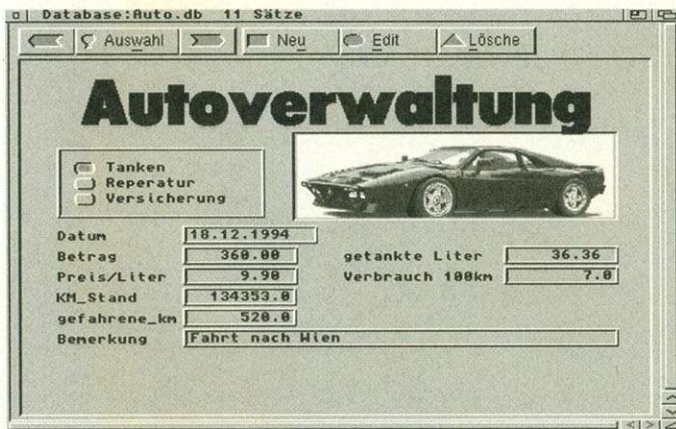 Database:Auto.db 11 Sätze
Auswahl Neu Edit Lösche
Autoverwaltung
Tanken
Reperatur
Versicherung
Datum 18.12.1994
Betrag 360.00 getankte Liter 36.36
Preis/Liter 9.90 Verbrauch 100km 7.0
KM_Stand 134353.0
gefahrene_km 520.0
Bemerkung Fahrt nach Wien